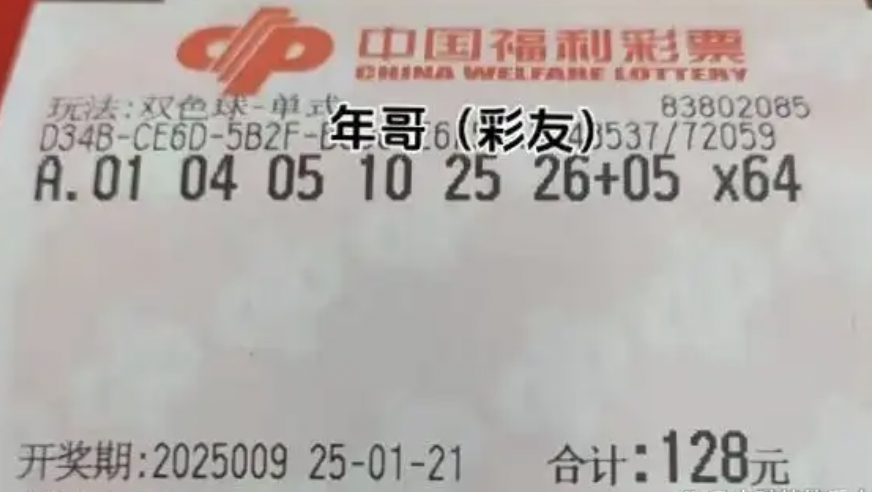 中国福利彩票
CHINA WELFARE LOTTERY
玩法:双色球-单式
83802085
年哥（彩友）
D34B-CE6D-5B2F- 537/72059
A.01 04 05 10 25 26+05 x64
开奖期:2025009 25-01-21 合计:128元